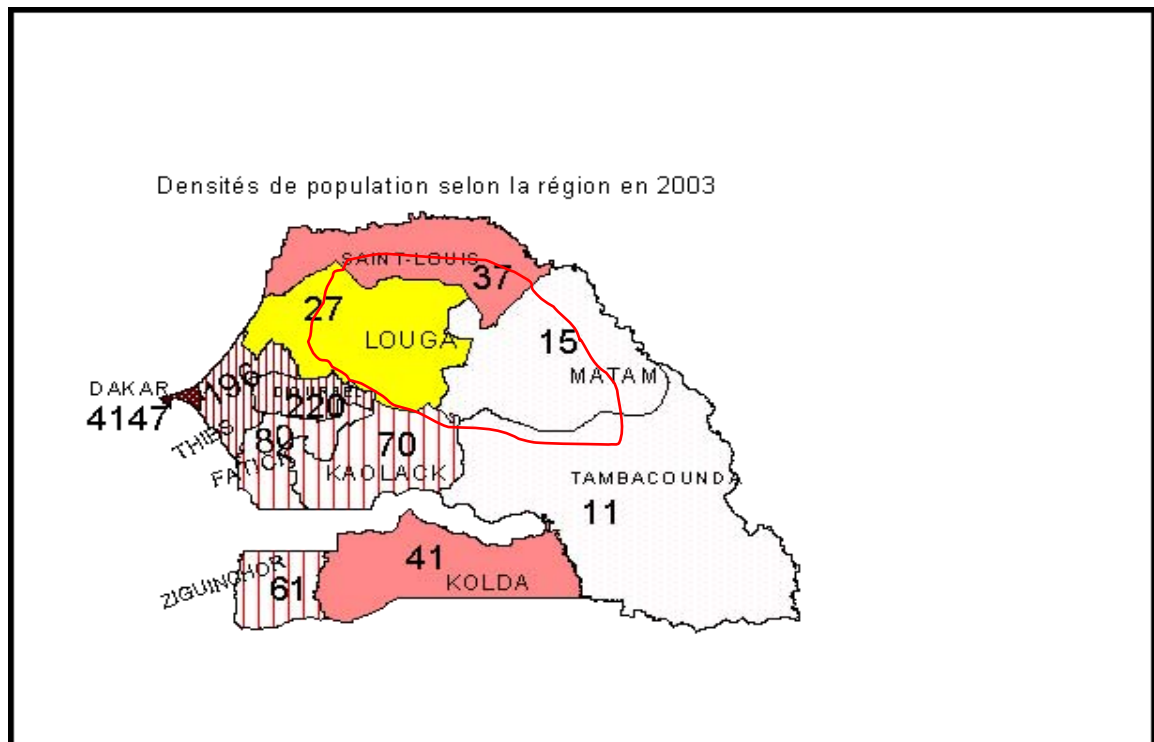 Densités de population selon la région en 2003
SAINT-LOUIS
37
27
LOUGA
15
MATAM
DAKAR
4147
196
THIES
DIOURBEL
220
80
FATICK
70
KAOLACK
TAMBACOUNDA
11
ZIGUINCHOR
61
41
KOLDA